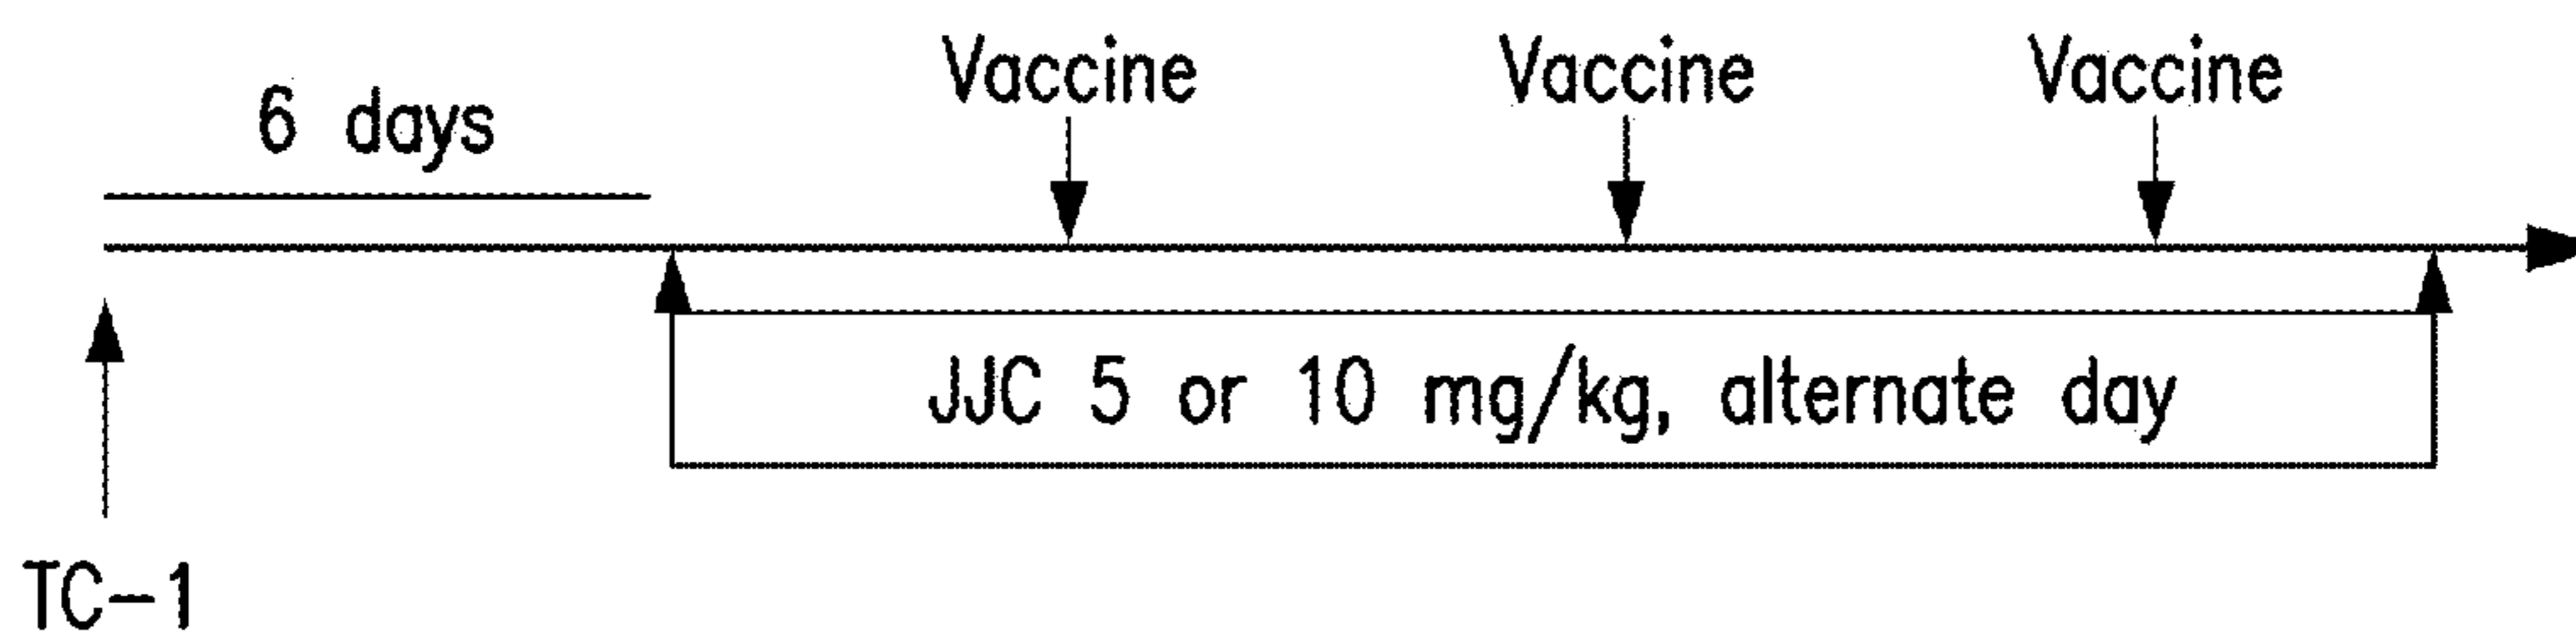 Vaccine Vaccine Vaccine
6 days
JJC 5 or 10 mg/kg, alternate day
TC-1